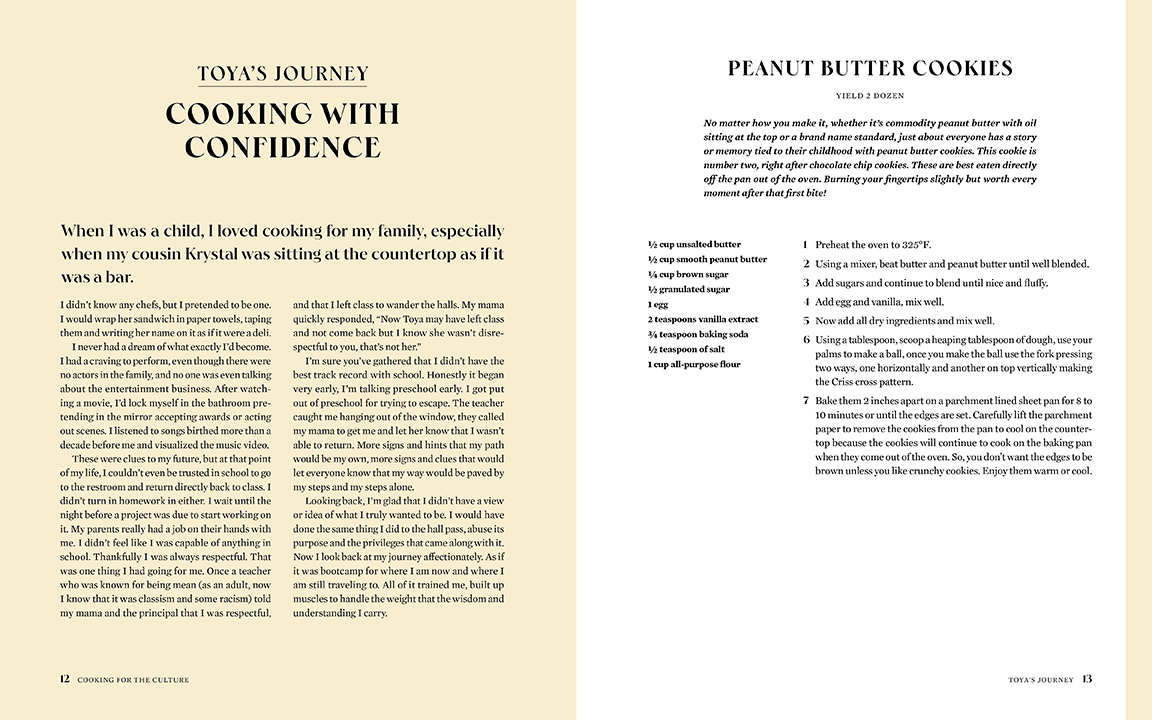 TOYA'S JOURNEY
COOKING WITH
CONFIDENCE
When I was a child, I loved cooking for my family, especially
when my cousin Krystal was sitting at the countertop as if it
was a bar.
I didn't know any chefs, but I pretended to be one.
I would wrap her sandwich in paper towels, taping
them and writing her name on it as if it were a deli.
I never had a dream of what exactly I'd become.
I had a craving to perform, even though there were
no actors in the family, and no one was even talking
about the entertainment business. After watch-
ing a movie, I'd lock myself in the bathroom pre-
tending in the mirror accepting awards or acting
out scenes. I listened to songs birthed more than a
decade before me and visualized the music video.
These were clues to my future, but at that point
of my life, I couldn't even be trusted in school to go
to the restroom and return directly back to class. I
didn't turn in homework in either. I wait until the
night before a project was due to start working on
it. My parents really had a job on their hands with
me. I didn't feel like I was capable of anything in
school. Thankfully I was always respectful. That
was one thing I had going for me. Once a teacher
who was known for being mean (as an adult, now
I know that it was classism and some racism) told
my mama and the principal that I was respectful,
and that I left class to wander the halls. My mama
quickly responded, "Now Toya may have left class
and not come back but I know she wasn't disre-
spectful to you, that's not her."
I'm sure you've gathered that I didn't have the
best track record with school. Honestly it began
very early, I'm talking preschool early. I got put
out of preschool for trying to escape. The teacher
caught me hanging out of the window, they called
my mama to get me and let her know that I wasn't
able to return. More signs and hints that my path
would be my own, more signs and clues that would
let everyone know that my way would be paved by
my steps and my steps alone.
Looking back, I'm glad that I didn't have a view
or idea of what I truly wanted to be. I would have
done the same thing I did to the hall pass, abuse its
purpose and the privileges that came along with it.
Now I look back at my journey affectionately. As if
it was bootcamp for where I am now and where I
am still traveling to. All of it trained me, built up
muscles to handle the weight that the wisdom and
understanding I carry.
12 COOKING FOR THE CULTURE
PEANUT BUTTER COOKIES
YIELD 2 DOZEN
No matter how you make it, whether it's commodity peanut butter with oil
sitting at the top or a brand name standard, just about everyone has a story
or memory tied to their childhood with peanut butter cookies. This cookie is
number two, right after chocolate chip cookies. These are best eaten directly
off the pan out of the oven. Burning your fingertips slightly but worth every
moment after that first bite!
½ cup unsalted butter
½ cup smooth peanut butter
¼ cup brown sugar
½ granulated sugar
1 egg
2 teaspoons vanilla extract
¾ teaspoon baking soda
½ teaspoon of salt
1 cup all-purpose flour
1 Preheat the oven to 325°F.
2 Using a mixer, beat butter and peanut butter until well blended.
3 Add sugars and continue to blend until nice and fluffy.
4 Add egg and vanilla, mix well.
5 Now add all dry ingredients and mix well.
6 Using a tablespoon, scoop a heaping tablespoon of dough, use your
palms to make a ball, once you make the ball use the fork pressing
two ways, one horizontally and another on top vertically making
the Criss cross pattern.
7 Bake them 2 inches apart on a parchment lined sheet pan for 8 to
10 minutes or until the edges are set. Carefully lift the parchment
paper to remove the cookies from the pan to cool on the counter-
top because the cookies will continue to cook on the baking pan
when they come out of the oven. So, you don't want the edges to be
brown unless you like crunchy cookies. Enjoy them warm or cool.
TOYA'S JOURNEY 13